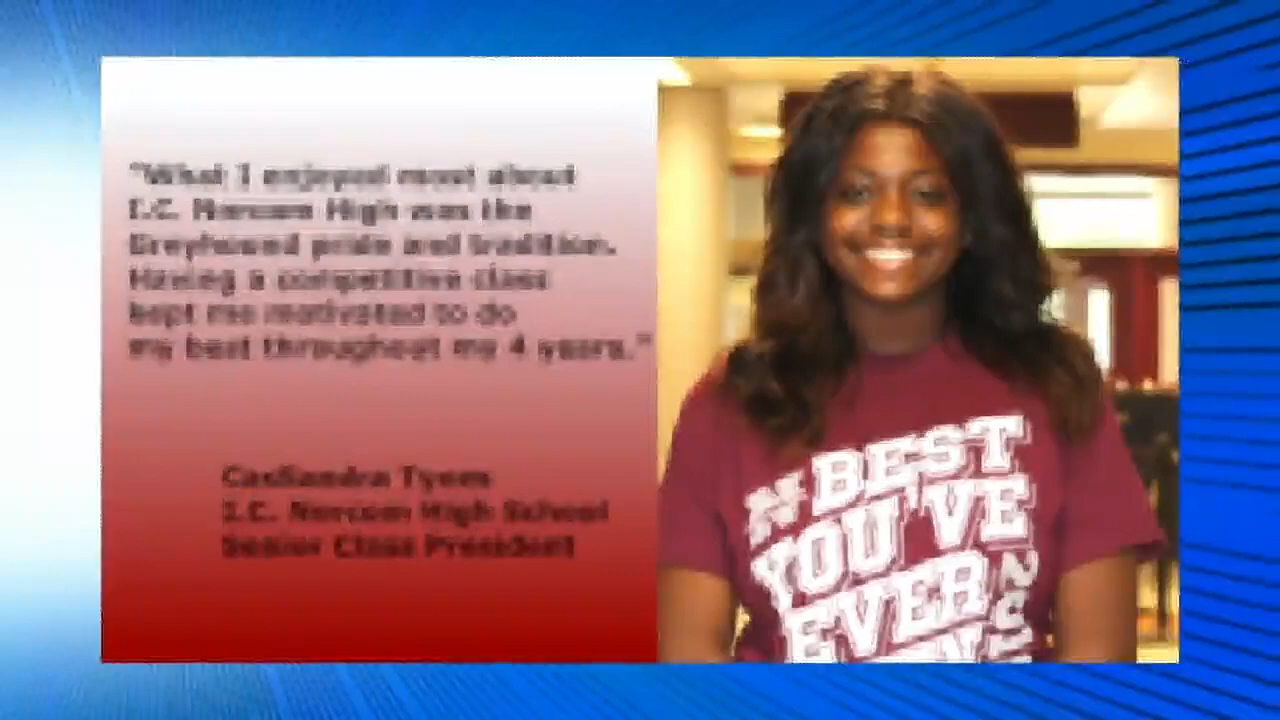 "What I enjoyed most about
I.C. Norcom High was the
Greyhound pride and tradition.
Having a competitive class
kept me motivated to do
my best throughout my 4 years."
I.C. Norcom High School
Senior Class President
BEST
YOU'VE
EVER